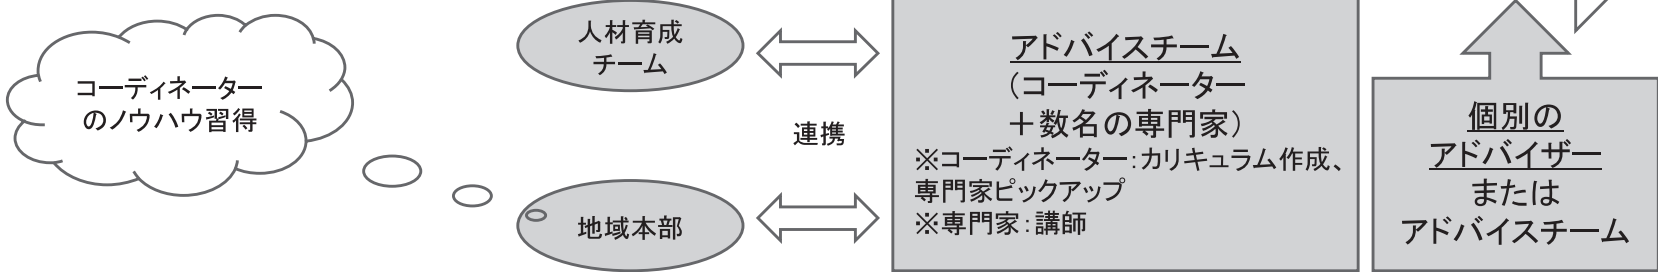 コーディネーター
のノウハウ習得
人材育成
チーム
連携
地域本部
アドバイスチーム
（コーディネーター
＋数名の専門家）
※コーディネーター：カリキュラム作成、
専門家ピックアップ
※専門家：講師
個別の
アドバイザー
または
アドバイスチーム